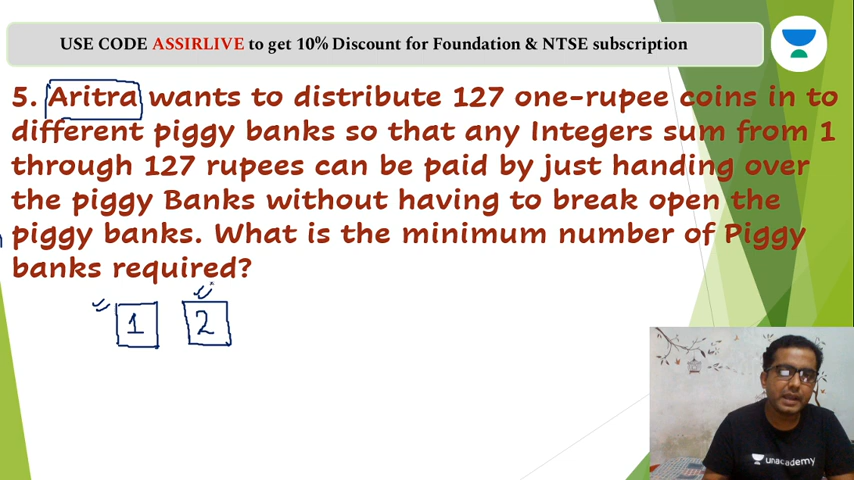 USE CODE ASSIRLIVE to get 10% Discount for Foundation & NTSE subscription
5. Aritra wants to distribute 127 one-rupee coins in to
different piggy banks so that any Integers sum from 1
through 127 rupees can be paid by just handing over
the piggy Banks without having to break open the
piggy banks. What is the minimum number of Piggy
banks required?
1 2
unacademy